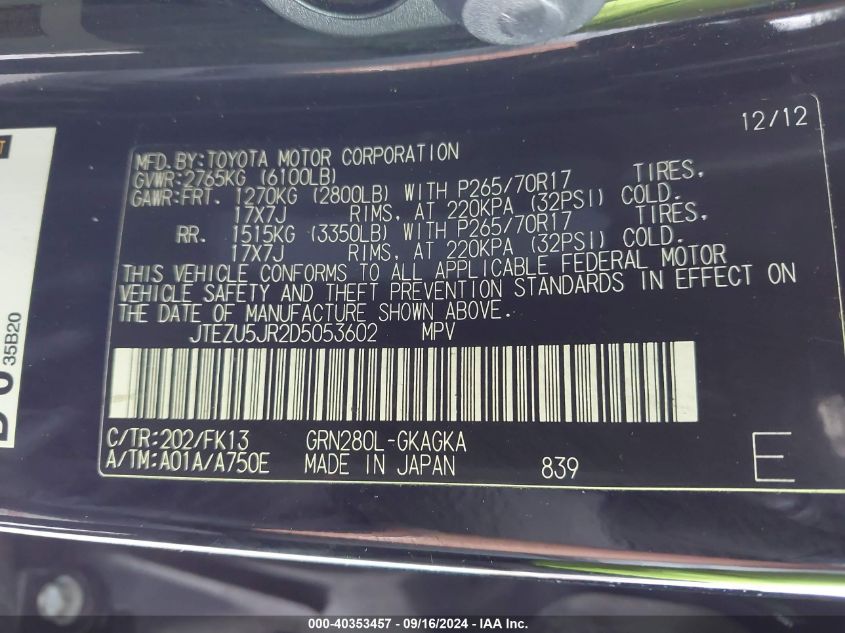 12/12
MFD. BY: TOYOTA MOTOR CORPORATION
GVWR: 2765KG (6100LB)
GAWR: FRT. 1270KG (2800LB) WITH P265/70R17 TIRES,
17X7J RIMS, AT 220KPA (32PSI) COLD.
RR. 1515KG (3350LB) WITH P265/70R17 TIRES,
17X7J RIMS, AT 220KPA (32PSI) COLD.
THIS VEHICLE CONFORMS TO ALL APPLICABLE FEDERAL MOTOR
VEHICLE SAFETY AND THEFT PREVENTION STANDARDS IN EFFECT ON
THE DATE OF MANUFACTURE SHOWN ABOVE.
JTEZU5JR2D5053602 MPV
C/TR: 202/FK13 GRN280L-GKAGKA
A/TM: A01A/A750E MADE IN JAPAN 839 E
35B20
000-40353457 - 09/16/2024 - IAA Inc.